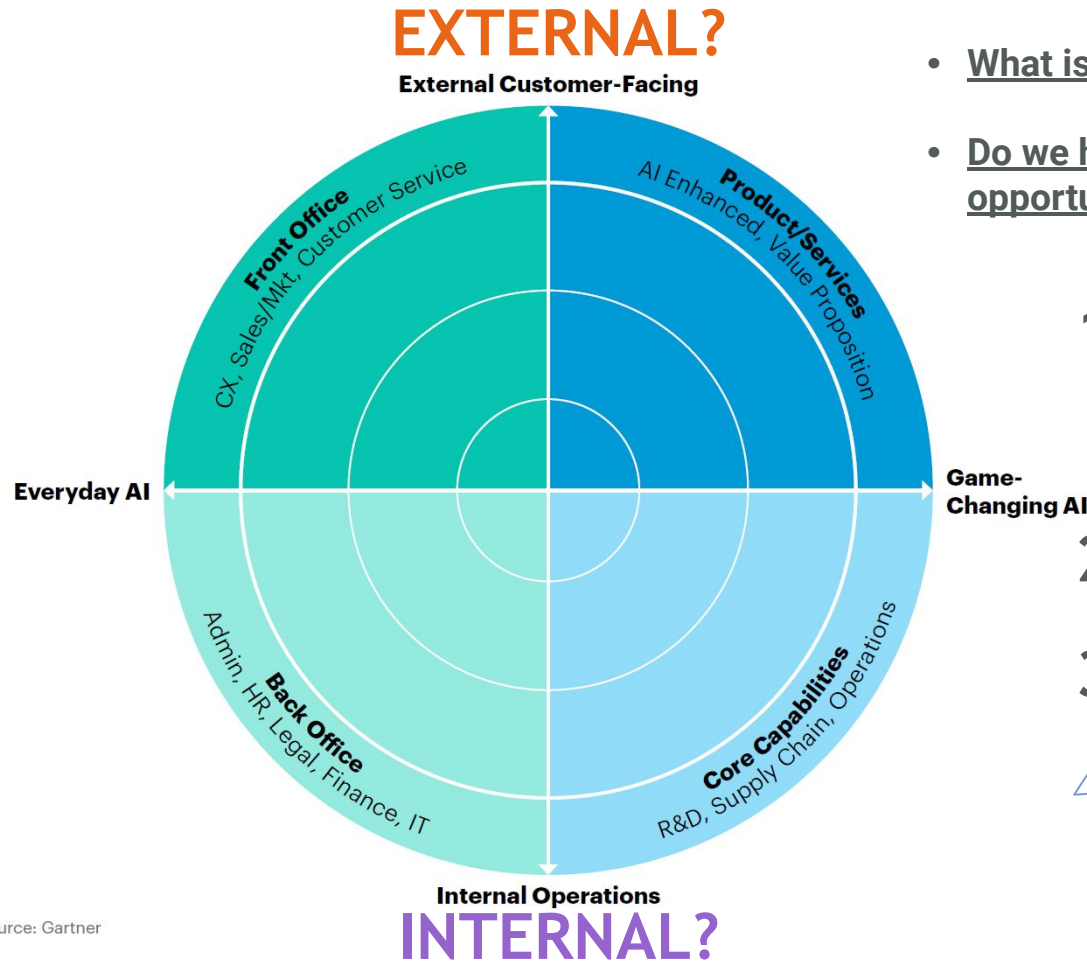 EXTERNAL?
External Customer-Facing
• What is
• Do we
Front Office
CX, Sales/Mkt, Customer Service
Product/Services
AI Enhanced, Value Proposition
Everyday AI
Game-
Changing AI
Back Office
Admin, HR, Legal, Finance, IT
Core Capabilities
R&D, Supply Chain, Operations
Internal Operations
INTERNAL?
Gartner